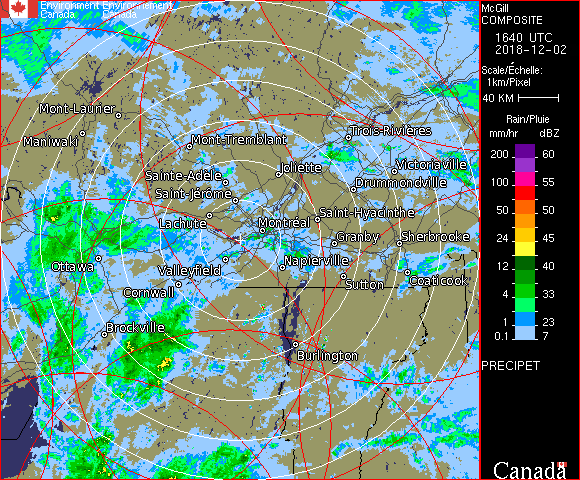 Environment Environnement
Canada Canada
McGill
COMPOSITE
1640 UTC
2018-12-02
Scale/Échelle:
1km/Pixel
40 KM
Rain/Pluie
mm/hr dBZ
200 60
100 55
50 50
24 45
12 40
4 33
1 23
0.1 7
PRECIPET
Canada
Mont-Laurier
Maniwaki
Mont-Tremblant
Trois-Rivières
Sainte-Adèle
Joliette
Victoriaville
Saint-Jérôme
Drummondville
Lachute
Montréal
Saint-Hyacinthe
Granby
Sherbrooke
Ottawa
Valleyfield
Napierville
Cornwall
Sutton
Coaticook
Brockville
Burlington